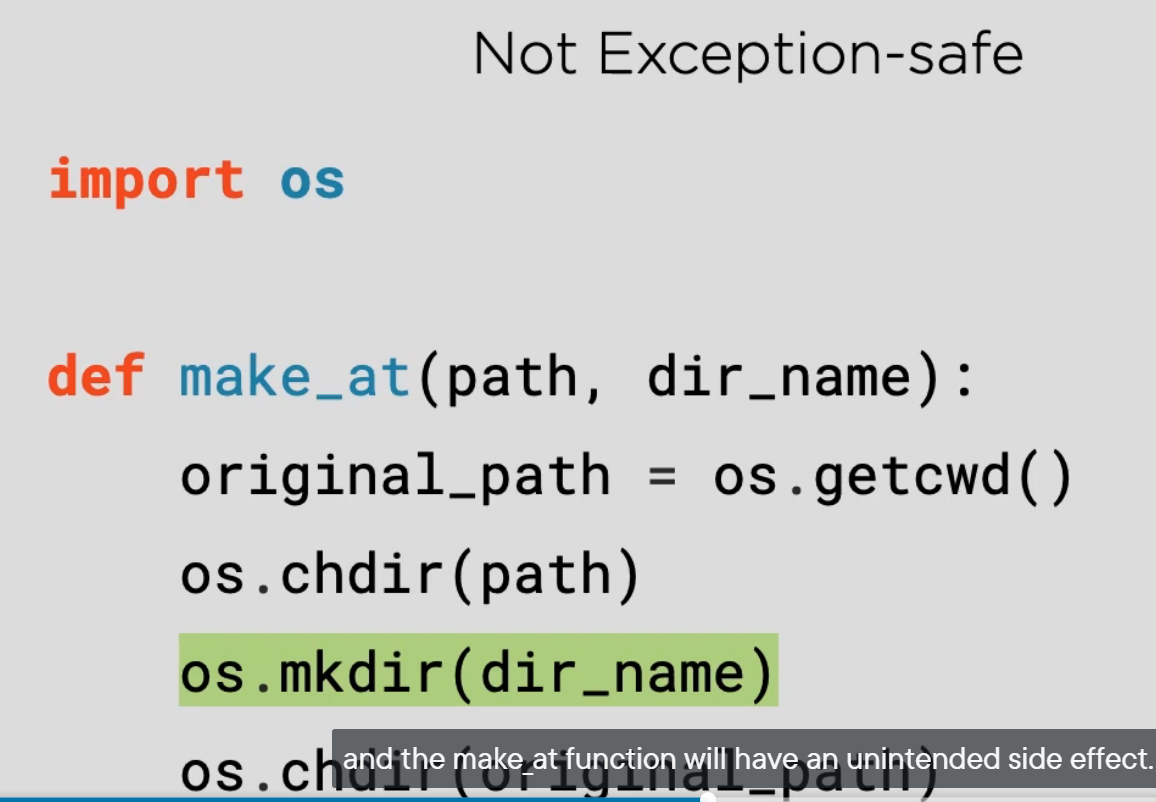 Not Exception-safe
import os
def make_at(path, dir_name):
original_path = os.getcwd()
os.chdir(path)
os.mkdir(dir_name)
os.chdir(original_path)
and the make_at function will have an unintended side effect.